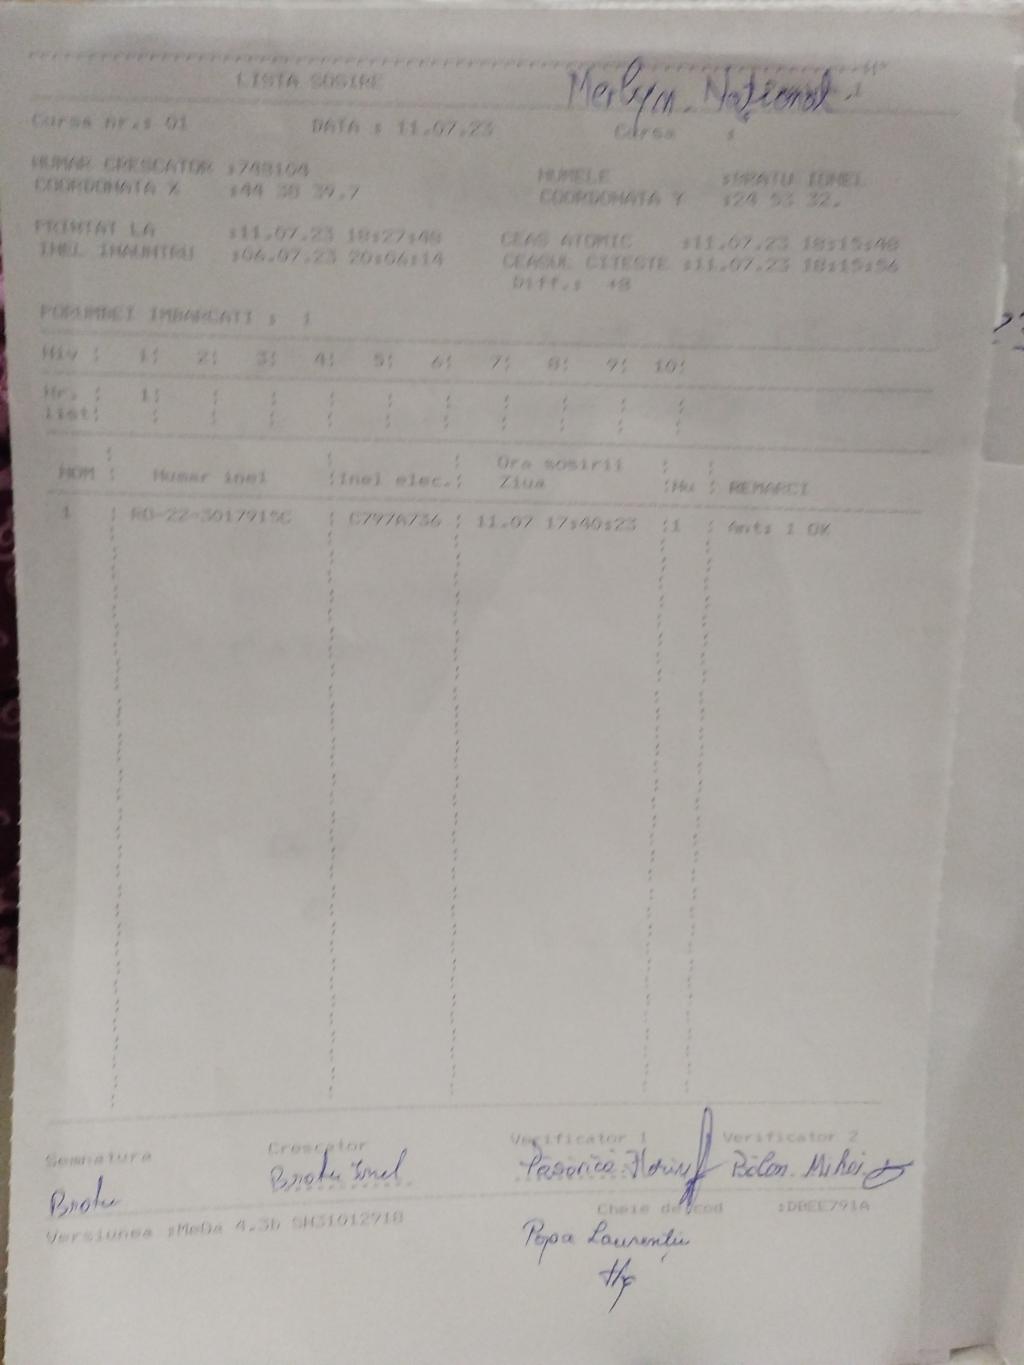 LISTA SOSIRE Merlyn. Național.
Cursa nr.: 01 DATA : 11.07.23 Cursa :
NUMAR CRESCATOR :748104 NUMELE :BRATU IONEL
COORDONATA X :44 38 39.7 COORDONATA Y :24 53 32.
PRINTAT LA :11.07.23 18:27:48 CEAS ATOMIC :11.07.23 18:15:48
INEL INAUNTRU :06.07.23 20:06:14 CEASUL CITESTE :11.07.23 18:15:56
Diff.: +8
PORUMBEI IMBARCATI : 1
Niv : 1: 2: 3: 4: 5: 6: 7: 8: 9: 10:
Nr. : 1:
list:
NOM Numar inel Inel elec. Ora sosirii Ziua Nu REMARCI
1 RO-22-3017915C C797A736 11.07 17:40:23 1 Ant: 1 OK
Semnatura Crescator Verificator 1 Verificator 2
Bratu Bratu Ionel Florin Mihai
Cheie de cod :DBEE791A
Versiunea :MeDa 4.3b SN31012918
Popa Laurențiu